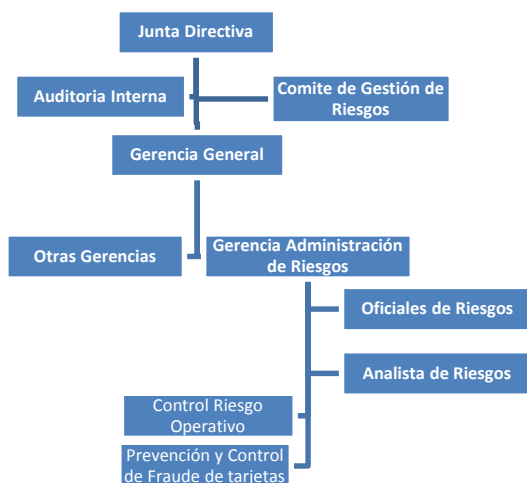 Junta Directiva
Auditoria Interna
Comite de Gestión de
Riesgos
Gerencia General
Otras Gerencias
Gerencia Administración
de Riesgos
Oficiales de Riesgos
Analista de Riesgos
Control Riesgo
Operativo
Prevención y Control
de Fraude de tarjetas